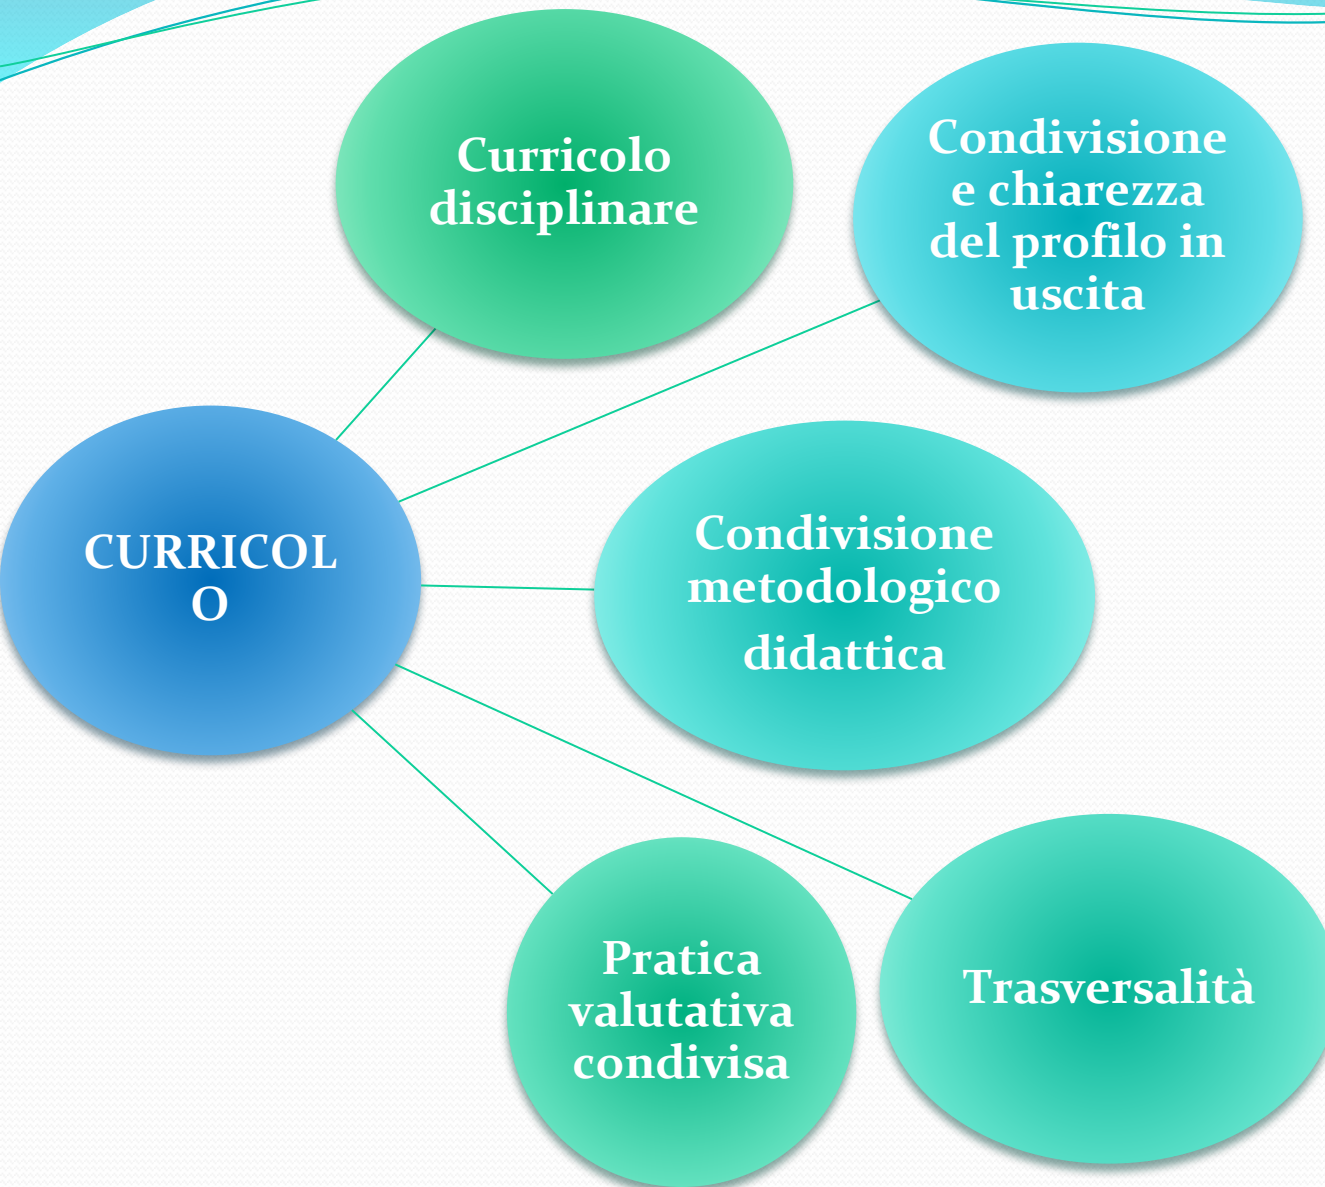 Curricolo
disciplinare
Condivisione
e chiarezza
del profilo in
uscita
CURRICOL
O
Condivisione
metodologico
didattica
Pratica
valutativa
condivisa
Trasversalità